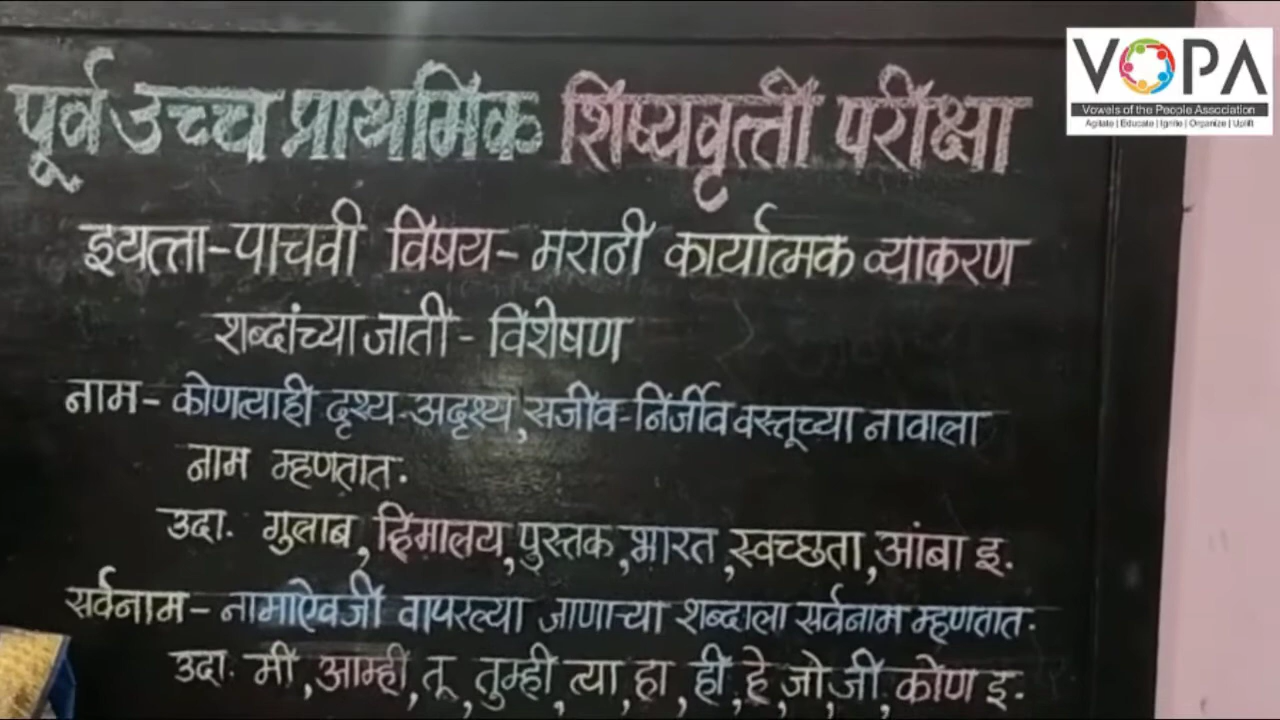 पूर्व उच्च प्राथमिक शिष्यवृत्ती परीक्षा
इयत्ता-पाचवी विषय- मराठी कार्यात्मक व्याकरण
शब्दांच्या जाती - विशेषण
नाम- कोणत्याही दृश्य-अदृश्य, सजीव-निर्जीव वस्तूच्या नावाला
नाम म्हणतात.
उदा. गुलाब, हिमालय, पुस्तक, भारत, स्वच्छता, आंबा इ.
सर्वनाम- नामाऐवजी वापरल्या जाणाऱ्या शब्दाला सर्वनाम म्हणतात.
उदा. मी, आम्ही, तू, तुम्ही, त्या, हा, ही, हे, जो, जी, कोण इ.
VOPA
Vowels of the People Association
Agitate | Educate | Ignite | Organize | Uplift